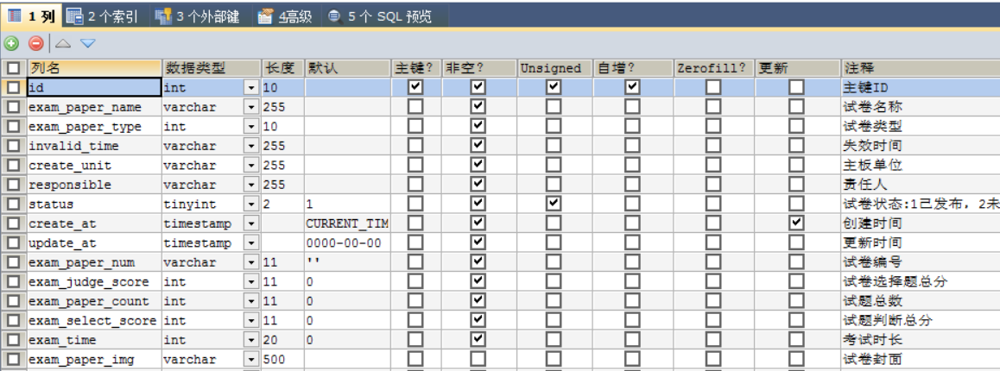 1 列 2 个索引 3 个外部键 4高级 5 个 SQL 预览
列名 数据类型 长度 默认 主键? 非空? Unsigned 自增? Zerofill? 更新 注释
id int 10 主键ID
exam_paper_name varchar 255 试卷名称
exam_paper_type int 10 试卷类型
invalid_time varchar 255 失效时间
create_unit varchar 255 主板单位
responsible varchar 255 责任人
status tinyint 2 1 试卷状态:1已发布, 2未
create_at timestamp CURRENT_TIM 创建时间
update_at timestamp 0000-00-00 更新时间
exam_paper_num varchar 11 '' 试卷编号
exam_judge_score int 11 0 试卷选择题总分
exam_paper_count int 11 0 试题总数
exam_select_score int 11 0 试题判断总分
exam_time int 20 0 考试时长
exam_paper_img varchar 500 试卷封面